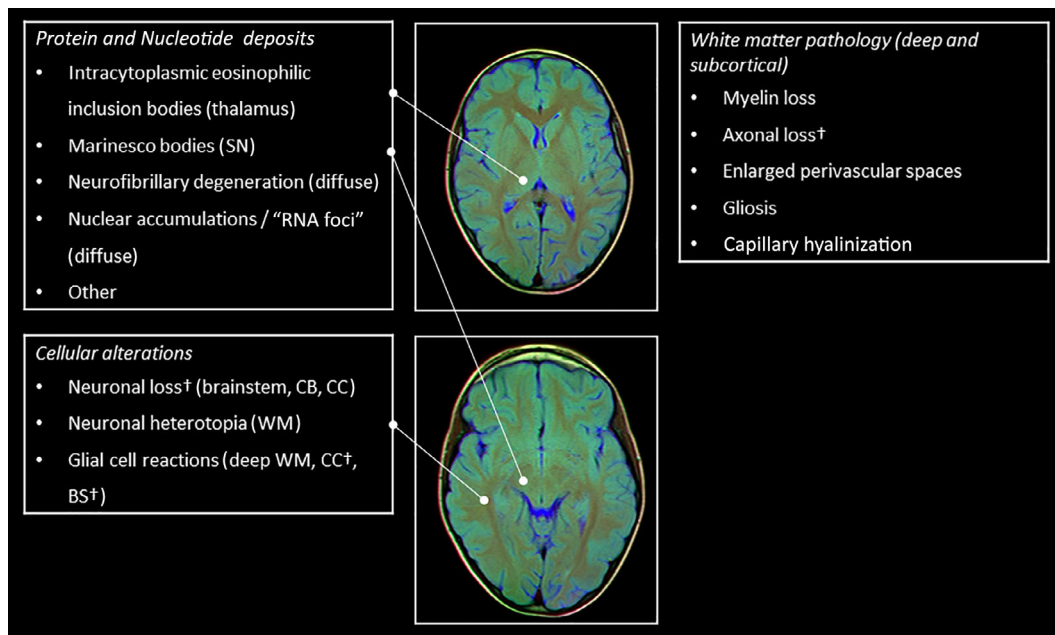 Protein and Nucleotide deposits
• Intracytoplasmic eosinophilic
inclusion bodies (thalamus)
• Marinesco bodies (SN)
• Neurofibrillary degeneration (diffuse)
• Nuclear accumulations / “RNA foci”
(diffuse)
• Other
Cellular alterations
• Neuronal loss† (brainstem, CB, CC)
• Neuronal heterotopia (WM)
• Glial cell reactions (deep WM, CC†,
BS†)
White matter pathology (deep and
subcortical)
• Myelin loss
• Axonal loss†
• Enlarged perivascular spaces
• Gliosis
• Capillary hyalinization